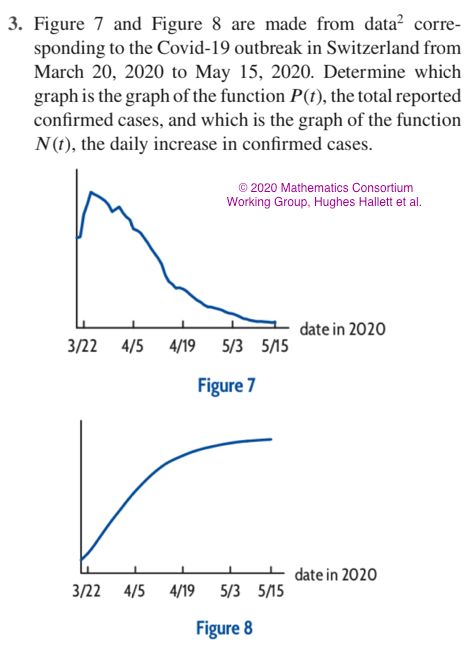 3. Figure 7 and Figure 8 are made from data² corre-
sponding to the Covid-19 outbreak in Switzerland from
March 20, 2020 to May 15, 2020. Determine which
graph is the graph of the function P(t), the total reported
confirmed cases, and which is the graph of the function
N(t), the daily increase in confirmed cases.
© 2020 Mathematics Consortium
Working Group, Hughes Hallett et al.
date in 2020
3/22 4/5 4/19 5/3 5/15
Figure 7
date in 2020
3/22 4/5 4/19 5/3 5/15
Figure 8